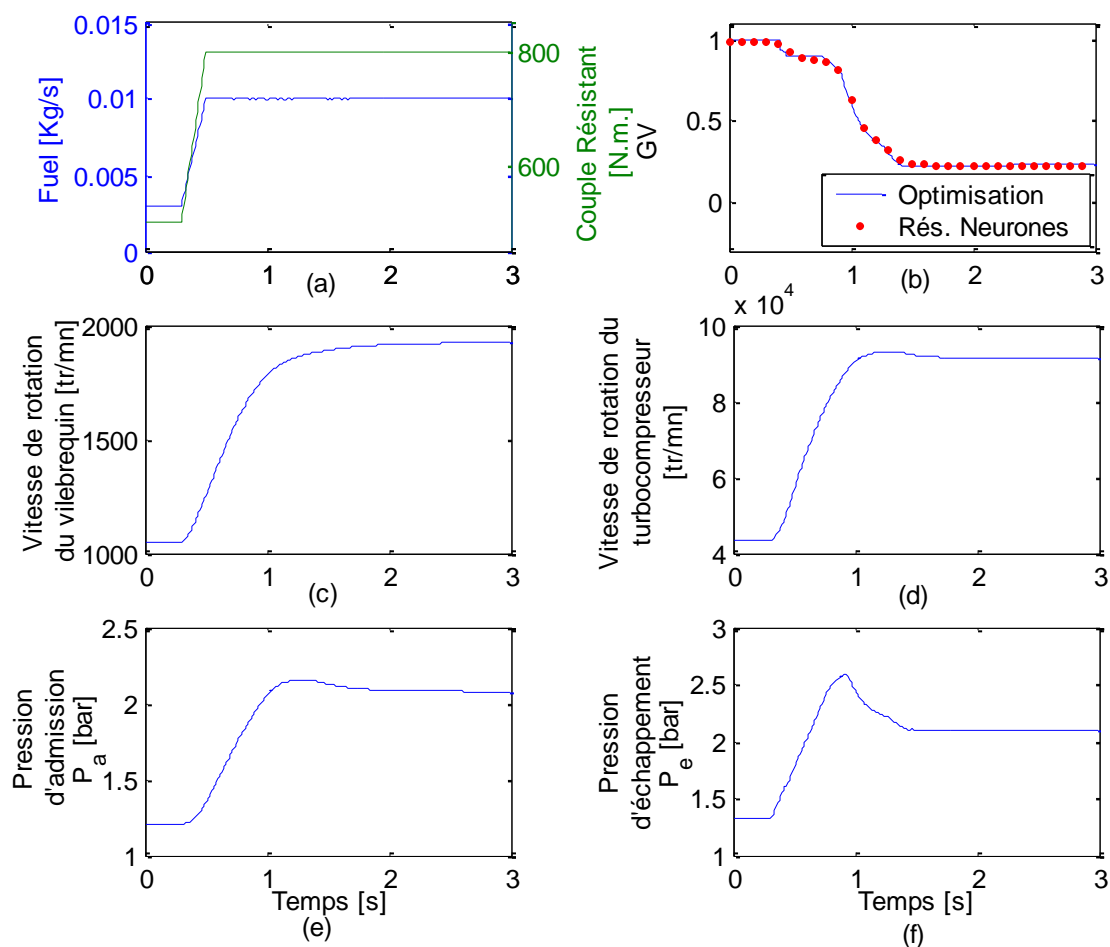 0.015
0.01
0.005
0
Fuel [Kg/s]
800
600
Couple Résistant
[N.m.]
0 1 2 3
(a)
1
0.5
0
GV
Optimisation
Rés. Neurones
0 1 2 3
(b)
2000
1500
1000
Vitesse de rotation
du vilebrequin [tr/mn]
0 1 2 3
(c)
x 10^4
10
8
6
4
Vitesse de rotation du
turbocompresseur
[tr/mn]
0 1 2 3
(d)
2.5
2
1.5
1
Pression
d'admission
P_a [bar]
0 1 2 3
Temps [s]
(e)
3
2.5
2
1.5
1
Pression
d'échappement
P_e [bar]
0 1 2 3
Temps [s]
(f)